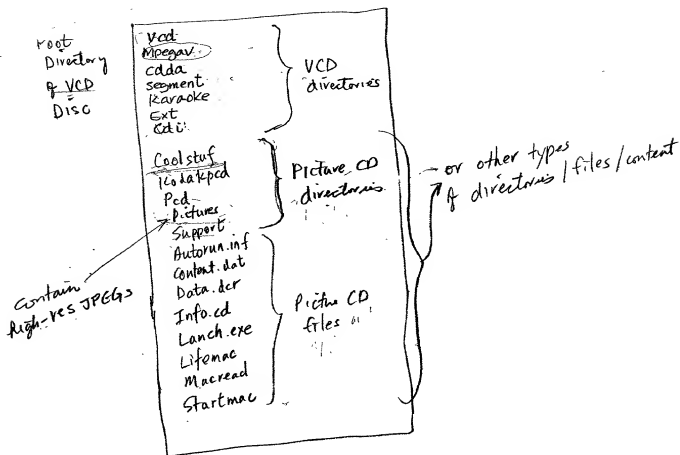 root
Directory
of VCD
Disc
Vcd
Mpegav
cdda
segment
Karaoke
Ext
Cdi
VCD
directories
Coolstuf
Kodakpcd
Pcd
Pictures
Support
Picture CD
directories
Autorun.inf
Content.dat
Data.dcr
Info.cd
Lanch.exe
Lifemac
Macread
Startmac
Picture CD
files
Contain
high-res JPEGs
- or other types
of directories / files / content